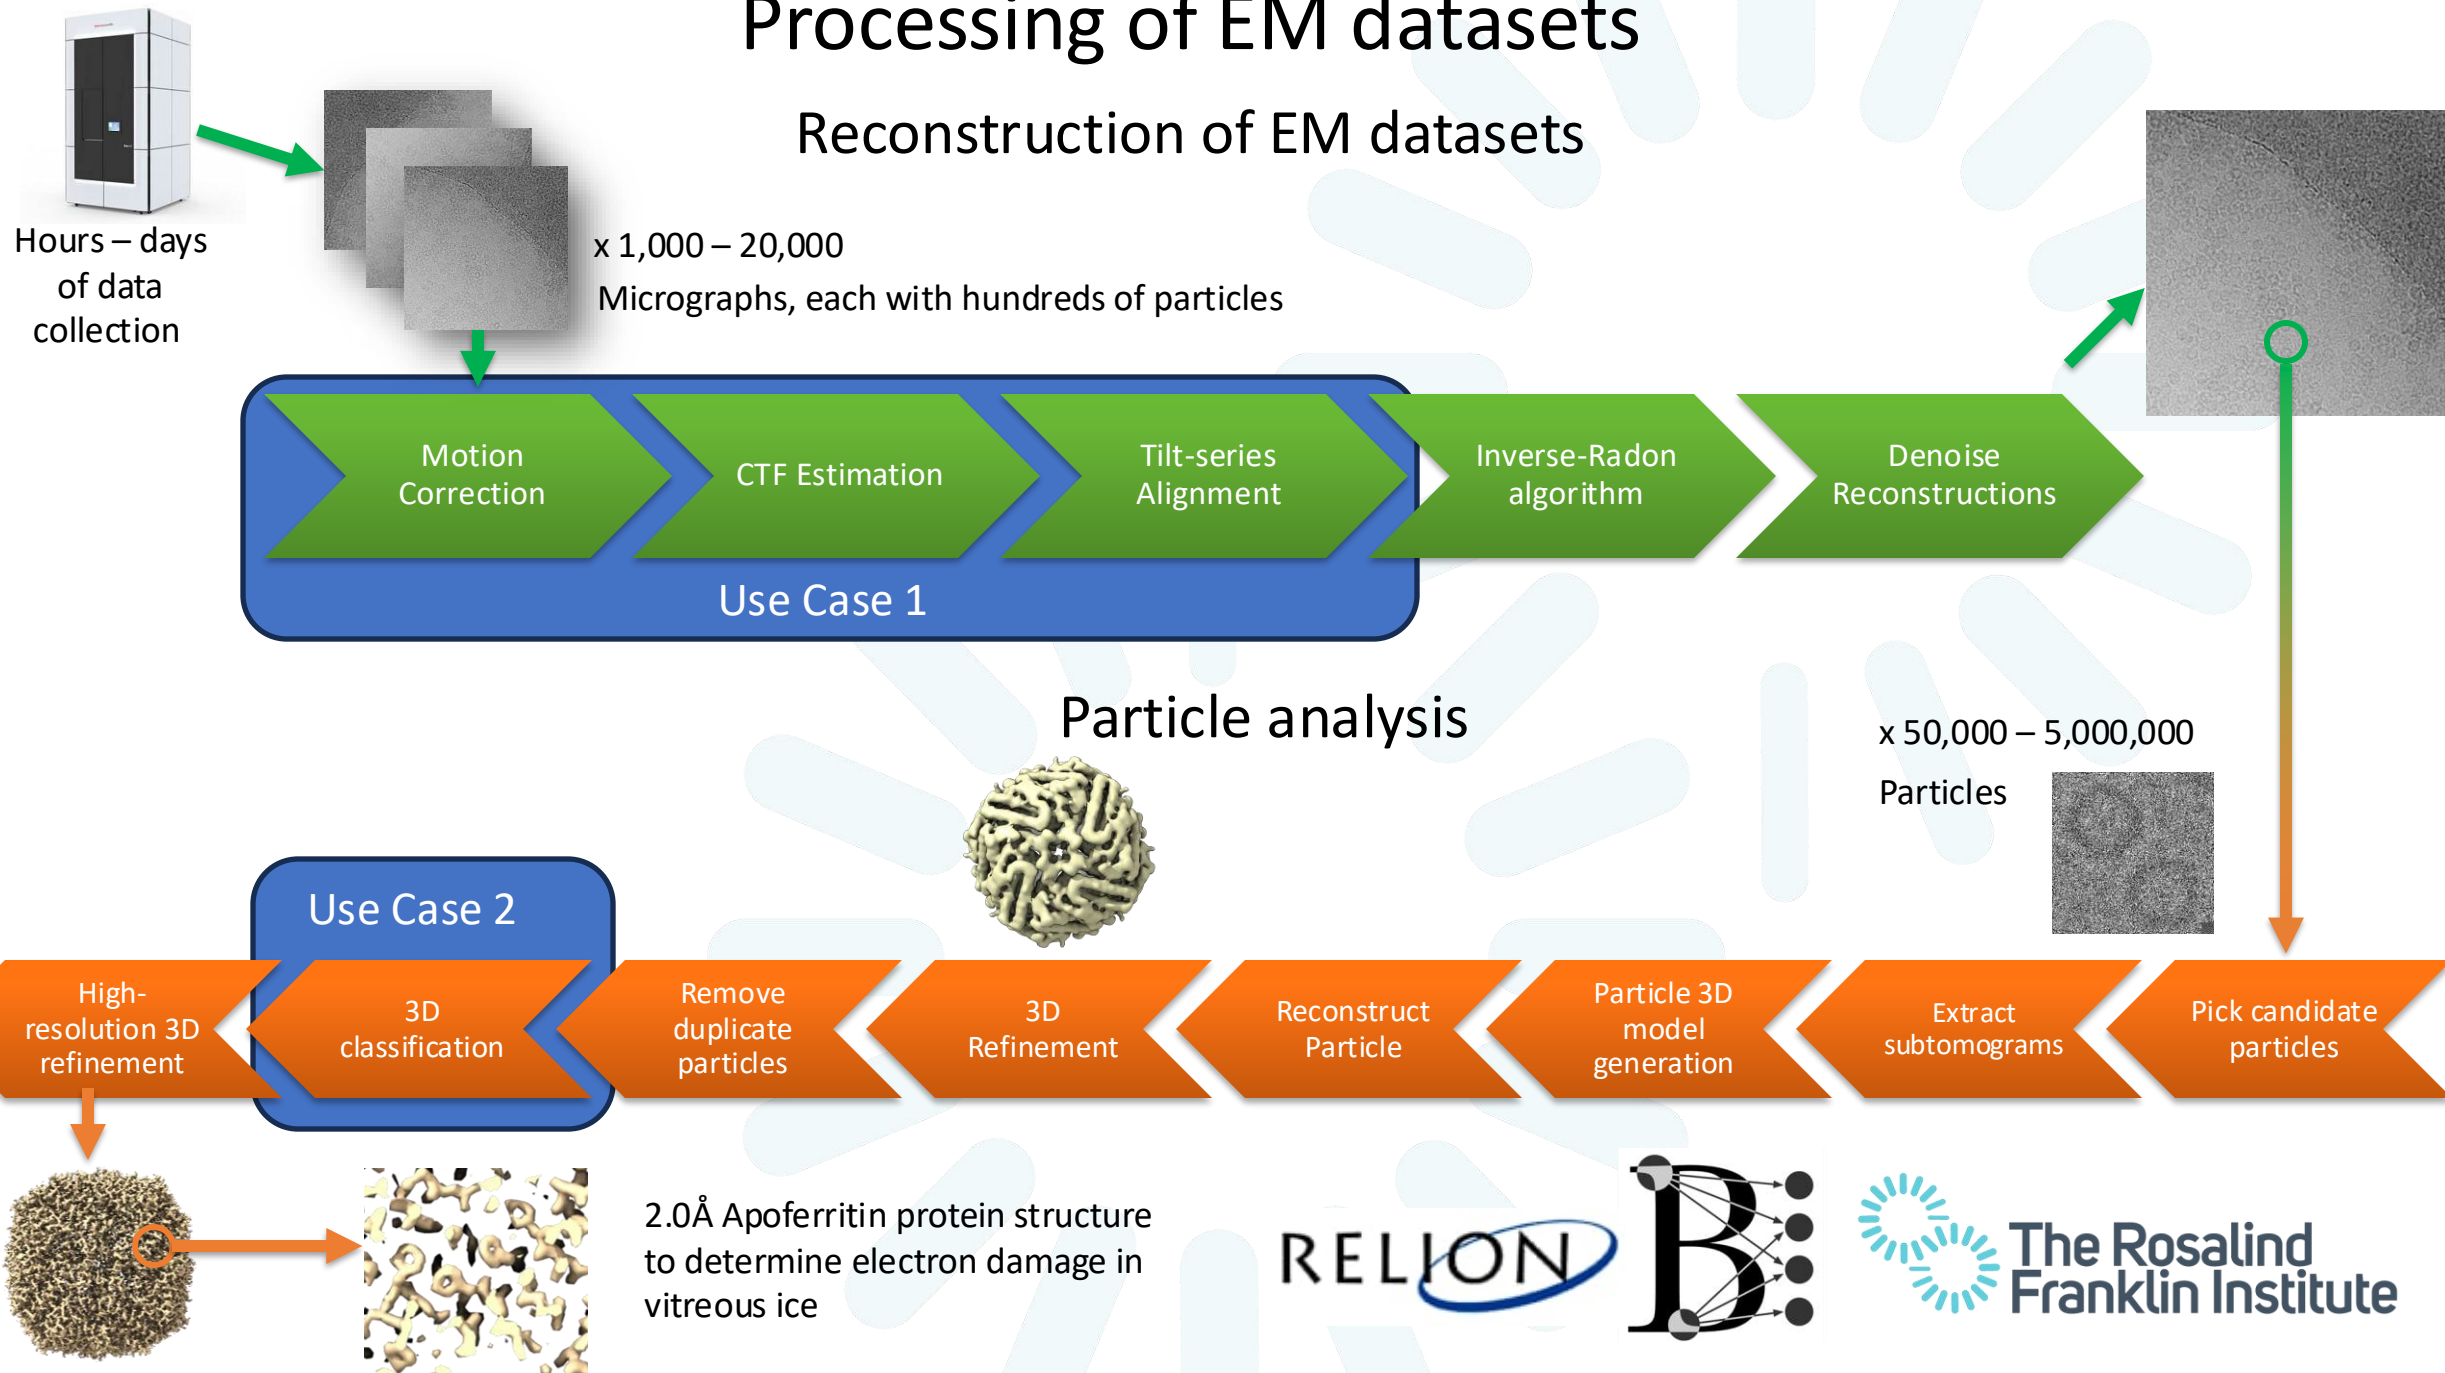 Processing of EM datasets
Reconstruction of EM datasets
Hours – days
of data
collection
x 1,000 – 20,000
Micrographs, each with hundreds of particles
Motion
Correction
CTF Estimation
Tilt-series
Alignment
Inverse-Radon
algorithm
Denoise
Reconstructions
Use Case 1
Particle analysis
x 50,000 – 5,000,000
Particles
Use Case 2
High-
resolution 3D
refinement
3D
classification
Remove
duplicate
particles
3D
Refinement
Reconstruct
Particle
Particle 3D
model
generation
Extract
subtomograms
Pick candidate
particles
2.0Å Apoferritin protein structure
to determine electron damage in
vitreous ice
RELION
B
The Rosalind
Franklin Institute